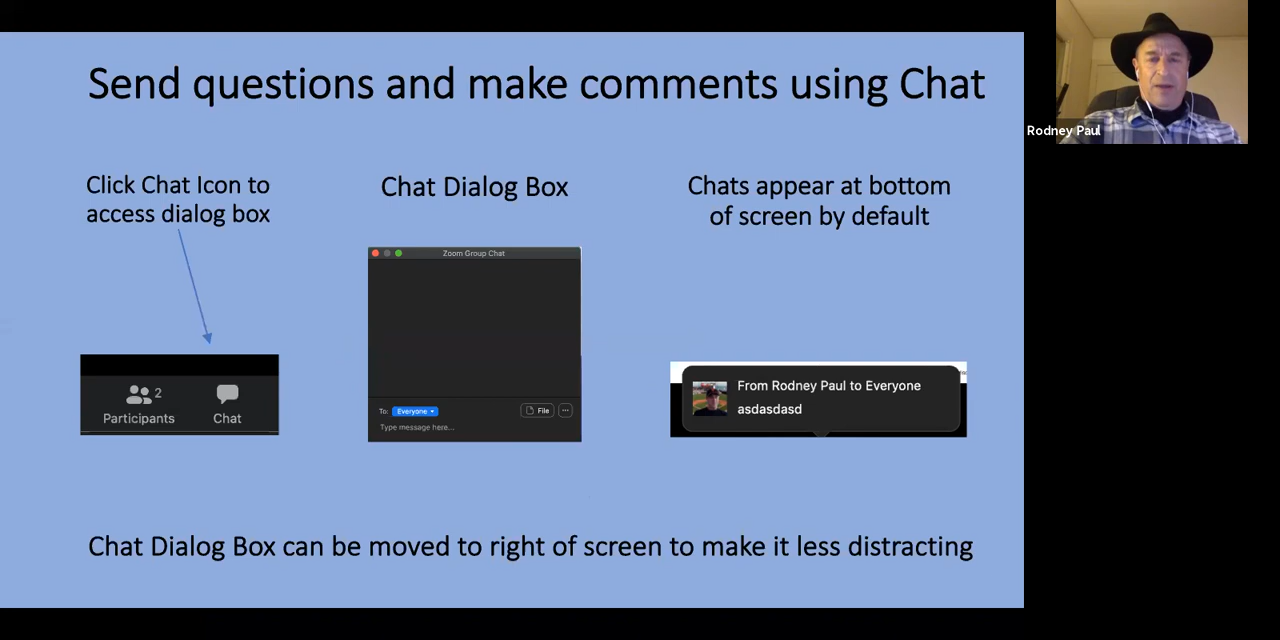 Send questions and make comments using Chat
Rodney Paul
Click Chat Icon to
access dialog box
Chat Dialog Box
Chats appear at bottom
of screen by default
2
Participants
Chat
Zoom Group Chat
To: Everyone
File
Type message here...
From Rodney Paul to Everyone
asdasdasd
Chat Dialog Box can be moved to right of screen to make it less distracting